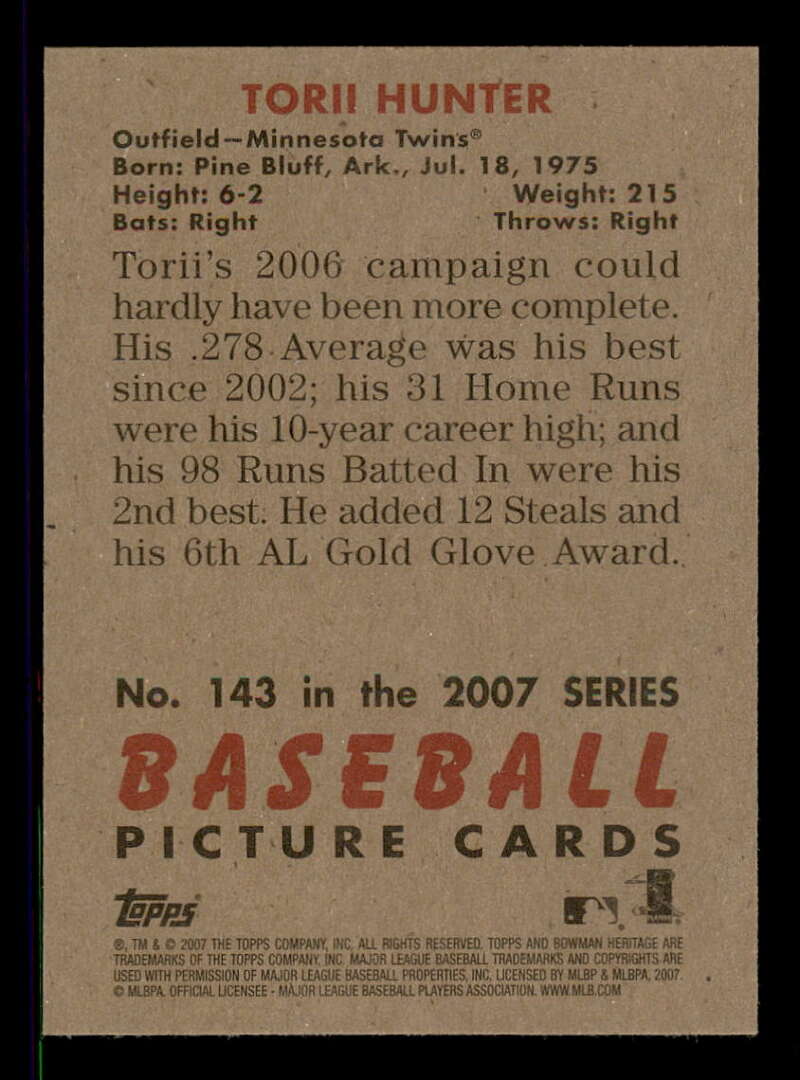 TORII HUNTER
Outfield—Minnesota Twins®
Born: Pine Bluff, Ark., Jul. 18, 1975
Height: 6-2 Weight: 215
Bats: Right Throws: Right
Torii's 2006 campaign could
hardly have been more complete.
His .278 Average was his best
since 2002; his 31 Home Runs
were his 10-year career high; and
his 98 Runs Batted In were his
2nd best. He added 12 Steals and
his 6th AL Gold Glove Award.
No. 143 in the 2007 SERIES
BASEBALL
PICTURE CARDS
Topps
®, TM & © 2007 THE TOPPS COMPANY, INC. ALL RIGHTS RESERVED. TOPPS AND BOWMAN HERITAGE ARE
TRADEMARKS OF THE TOPPS COMPANY, INC. MAJOR LEAGUE BASEBALL TRADEMARKS AND COPYRIGHTS ARE
USED WITH PERMISSION OF MAJOR LEAGUE BASEBALL PROPERTIES, INC. LICENSED BY MLBP & MLBPA, 2007.
© MLBPA. OFFICIAL LICENSEE - MAJOR LEAGUE BASEBALL PLAYERS ASSOCIATION. WWW.MLB.COM